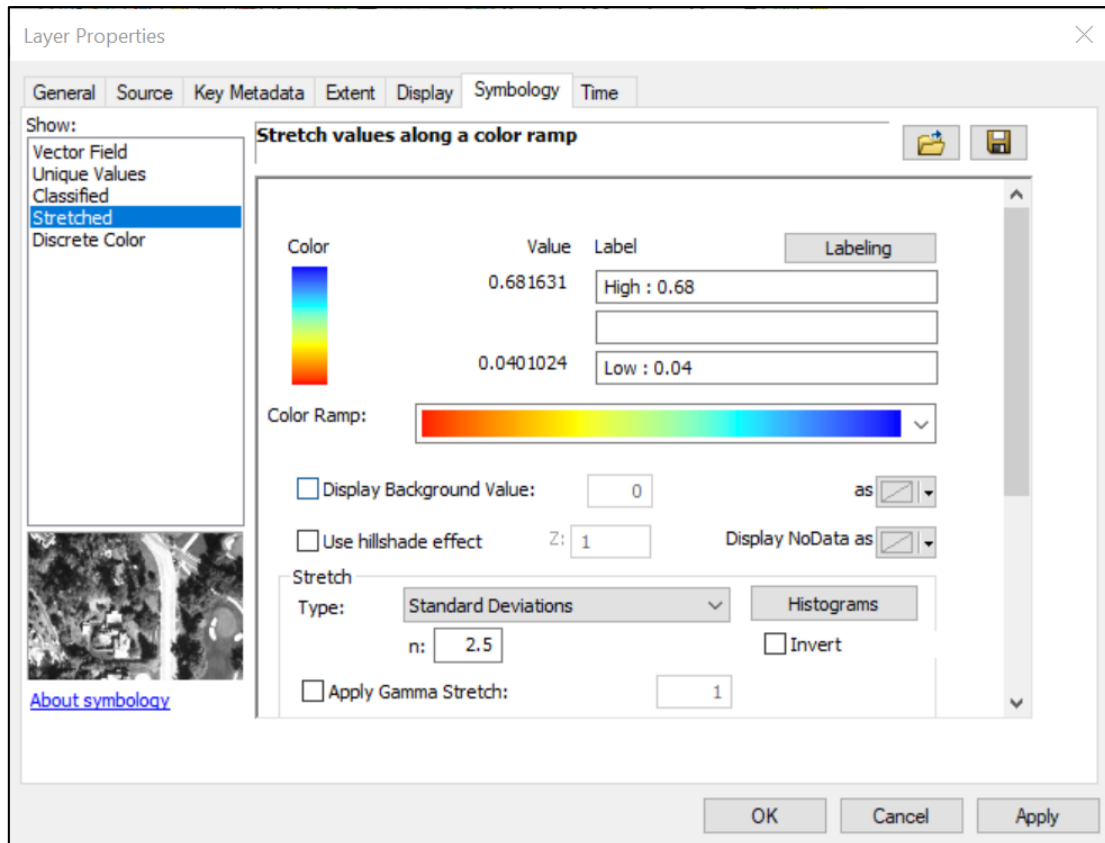 Layer Properties
General Source Key Metadata Extent Display Symbology Time
Show:
Vector Field
Unique Values
Classified
Stretched
Discrete Color
About symbology
Stretch values along a color ramp
Color Value Label Labeling
0.681631 High : 0.68
0.0401024 Low : 0.04
Color Ramp:
Display Background Value: 0 as
Use hillshade effect Z: 1 Display NoData as
Stretch
Type: Standard Deviations Histograms
n: 2.5 Invert
Apply Gamma Stretch: 1
OK Cancel Apply